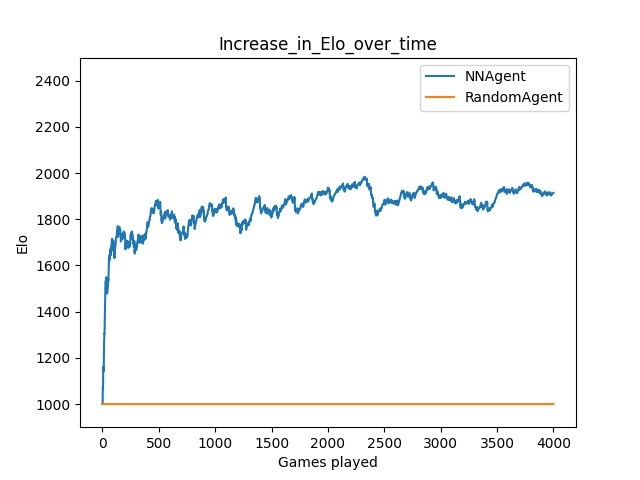 Increase_in_Elo_over_time
NNAgent
RandomAgent
2400
2200
2000
1800
1600
1400
1200
1000
Elo
0 500 1000 1500 2000 2500 3000 3500 4000
Games played